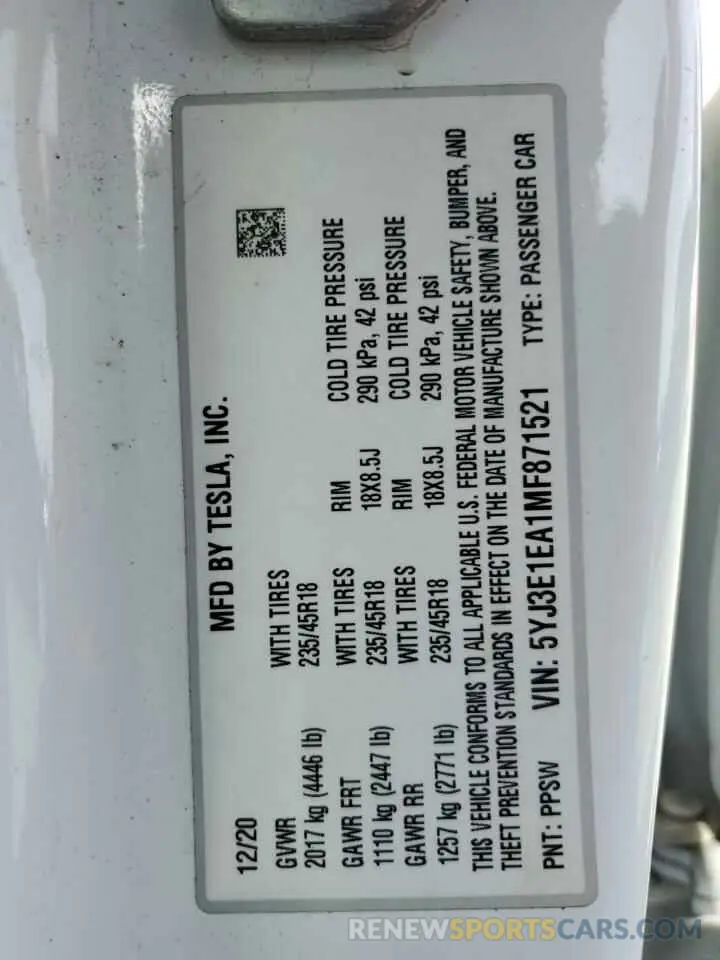 MFD BY TESLA, INC.
12/20
GVWR WITH TIRES
2017 kg (4446 lb) 235/45R18
GAWR FRT WITH TIRES RIM COLD TIRE PRESSURE
1110 kg (2447 lb) 235/45R18 18X8.5J 290 kPa, 42 psi
GAWR RR WITH TIRES RIM COLD TIRE PRESSURE
1257 kg (2771 lb) 235/45R18 18X8.5J 290 kPa, 42 psi
THIS VEHICLE CONFORMS TO ALL APPLICABLE U.S. FEDERAL MOTOR VEHICLE SAFETY, BUMPER, AND
THEFT PREVENTION STANDARDS IN EFFECT ON THE DATE OF MANUFACTURE SHOWN ABOVE.
PNT: PPSW VIN: 5YJ3E1EA1MF871521 TYPE: PASSENGER CAR
RENEWSPORTSCARS.COM